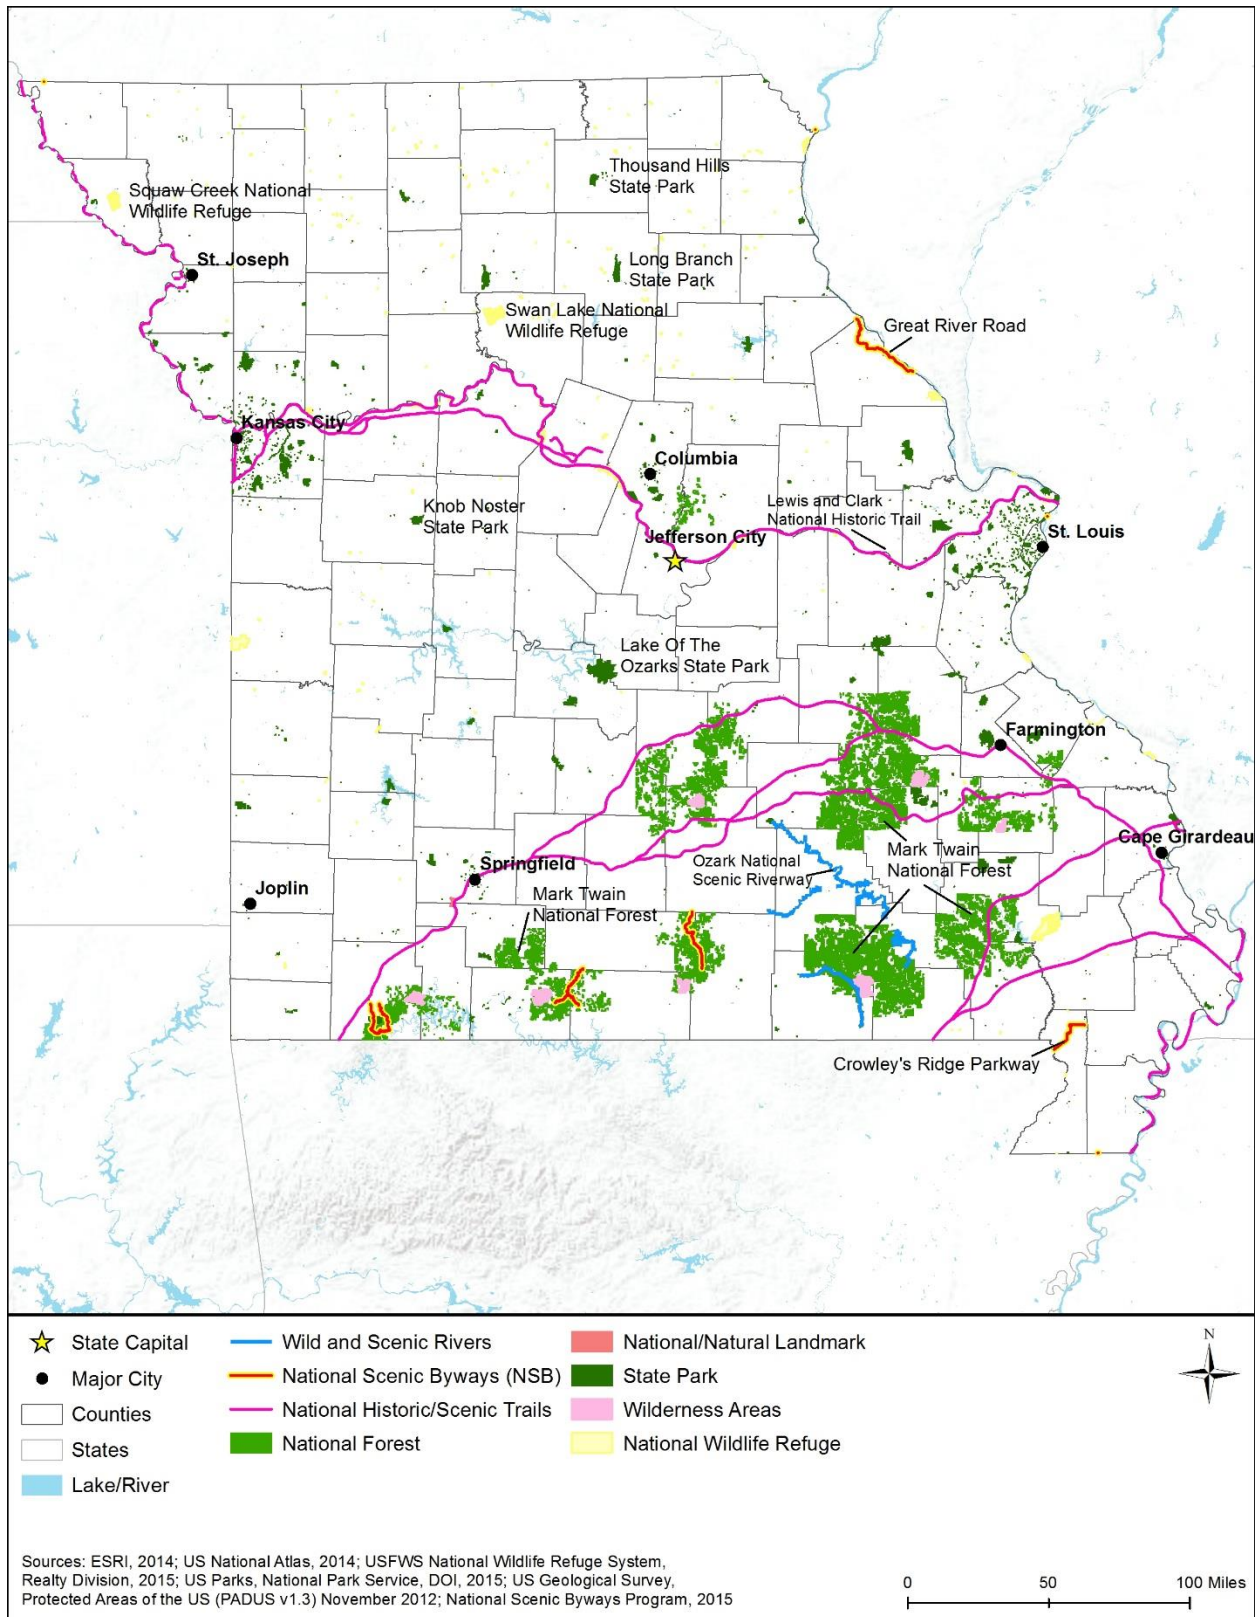 Thousand Hills
State Park
Squaw Creek National
Wildlife Refuge
St. Joseph
Long Branch
State Park
Swan Lake National
Wildlife Refuge
Great River Road
Kansas City
Columbia
Knob Noster
State Park
Lewis and Clark
National Historic Trail
Jefferson City
St. Louis
Lake Of The
Ozarks State Park
Farmington
Cape Girardeau
Mark Twain
National Forest
Ozark National
Scenic Riverway
Springfield
Joplin
Mark Twain
National Forest
Crowley's Ridge Parkway
State Capital
Major City
Counties
States
Lake/River
Wild and Scenic Rivers
National Scenic Byways (NSB)
National Historic/Scenic Trails
National Forest
National/Natural Landmark
State Park
Wilderness Areas
National Wildlife Refuge
N
Sources: ESRI, 2014; US National Atlas, 2014; USFWS National Wildlife Refuge System,
Realty Division, 2015; US Parks, National Park Service, DOI, 2015; US Geological Survey,
Protected Areas of the US (PADUS v1.3) November 2012; National Scenic Byways Program, 2015
0 50 100 Miles